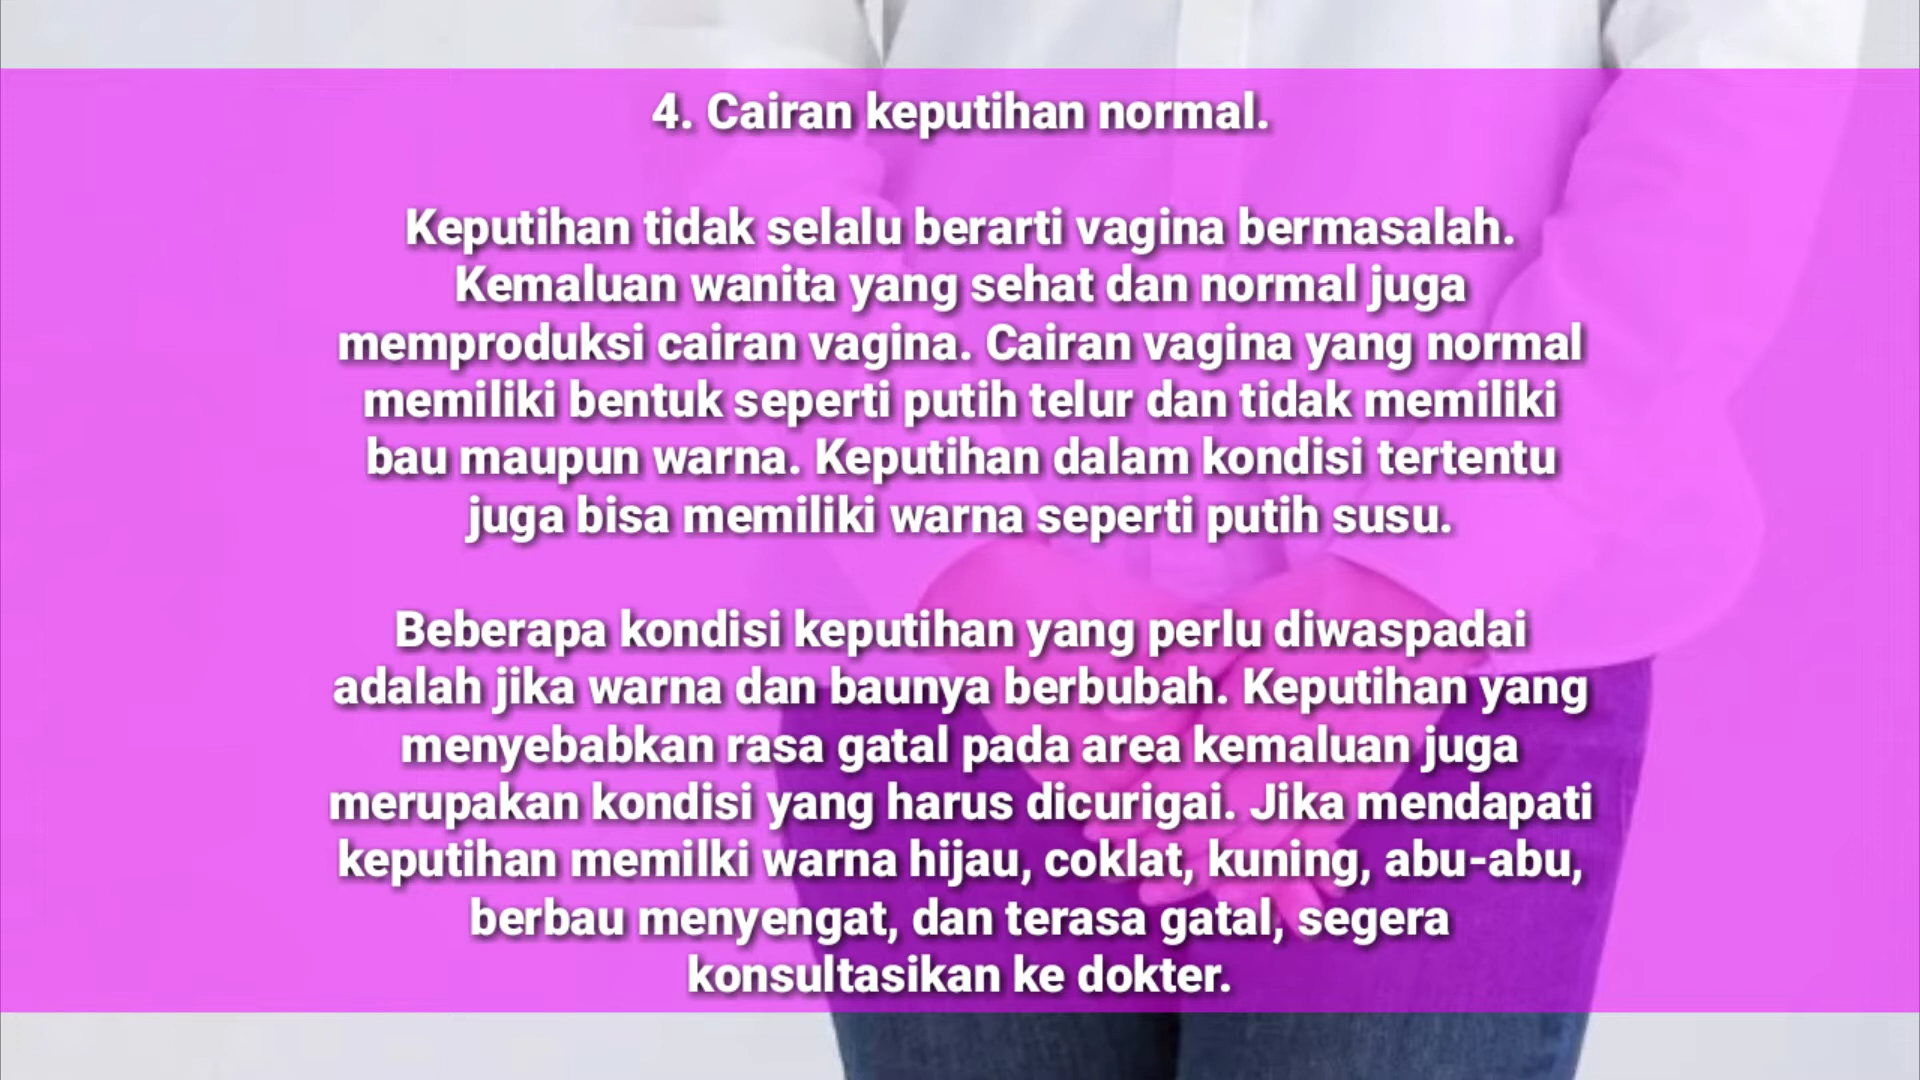 4. Cairan keputihan normal.
Keputihan tidak selalu berarti vagina bermasalah.
Kemaluan wanita yang sehat dan normal juga
memproduksi cairan vagina. Cairan vagina yang normal
memiliki bentuk seperti putih telur dan tidak memiliki
bau maupun warna. Keputihan dalam kondisi tertentu
juga bisa memiliki warna seperti putih susu.
Beberapa kondisi keputihan yang perlu diwaspadai
adalah jika warna dan baunya berbubah. Keputihan yang
menyebabkan rasa gatal pada area kemaluan juga
merupakan kondisi yang harus dicurigai. Jika mendapati
keputihan memilki warna hijau, coklat, kuning, abu-abu,
berbau menyengat, dan terasa gatal, segera
konsultasikan ke dokter.